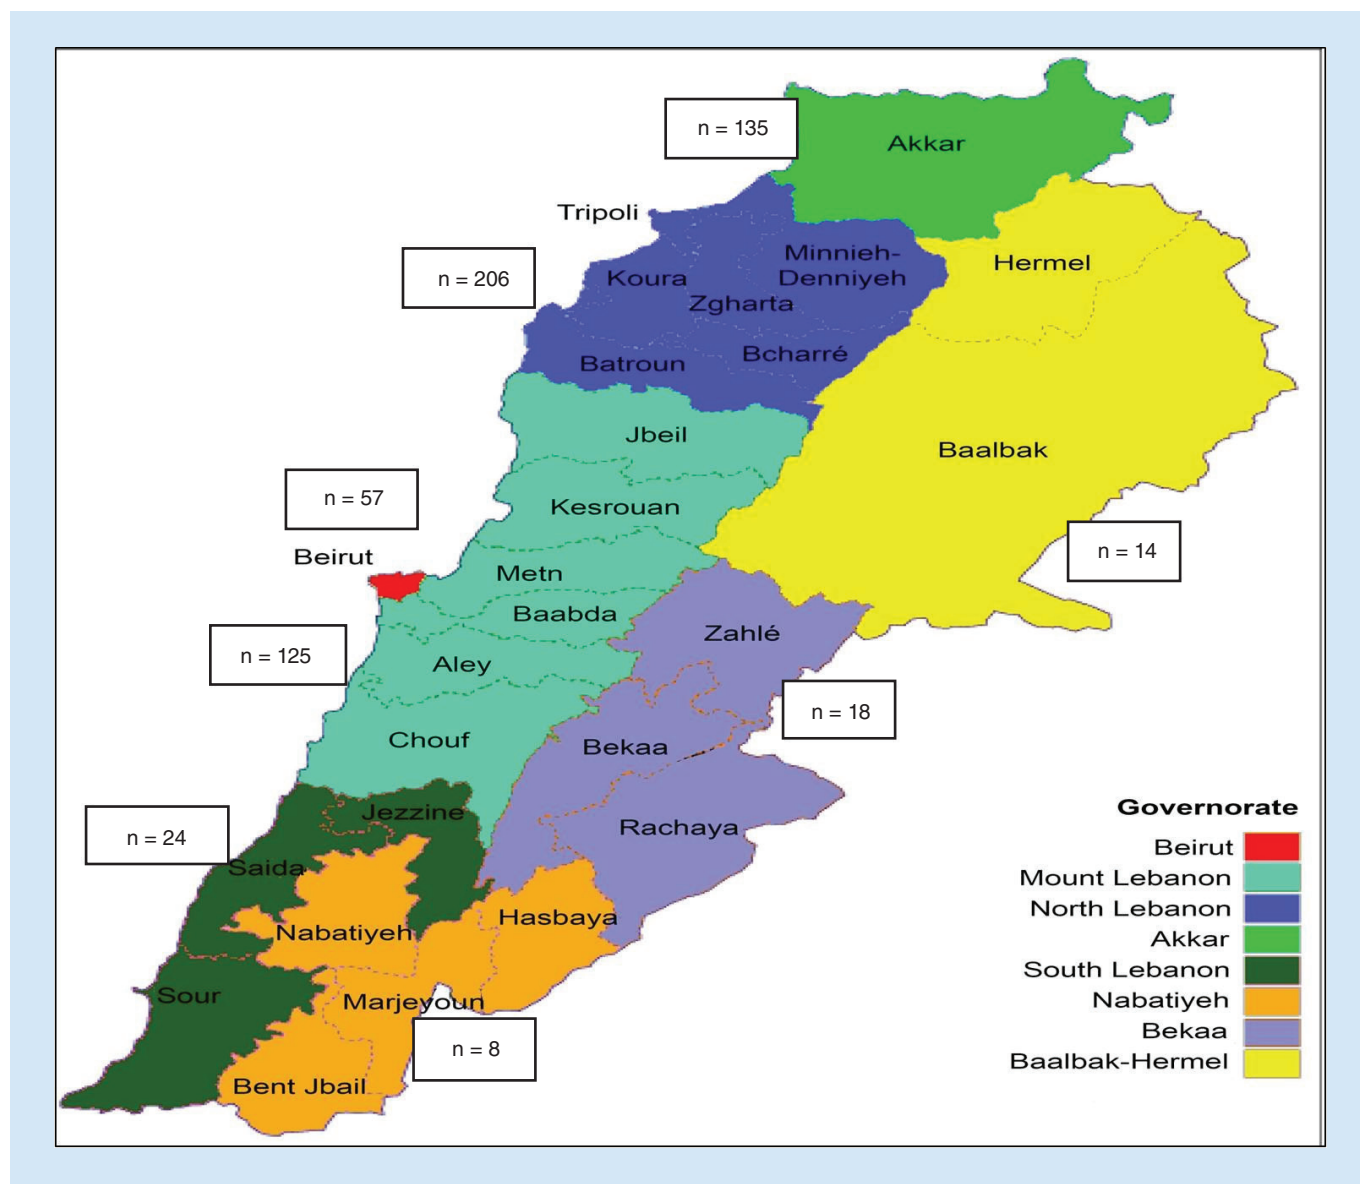 n = 135
Akkar
Tripoli
Minnieh-
Denniyeh
Hermel
n = 206
Koura
Zgharta
Bcharré
Batroun
Jbeil
Baalbak
n = 57
Kesrouan
n = 14
Beirut
Metn
Baabda
n = 125
Zahlé
Aley
n = 18
Chouf
Bekaa
n = 24
Jezzine
Rachaya
Saida
Hasbaya
Nabatiyeh
Sour
Marjeyoun
n = 8
Bent Jbail
Governorate
Beirut
Mount Lebanon
North Lebanon
Akkar
South Lebanon
Nabatiyeh
Bekaa
Baalbak-Hermel